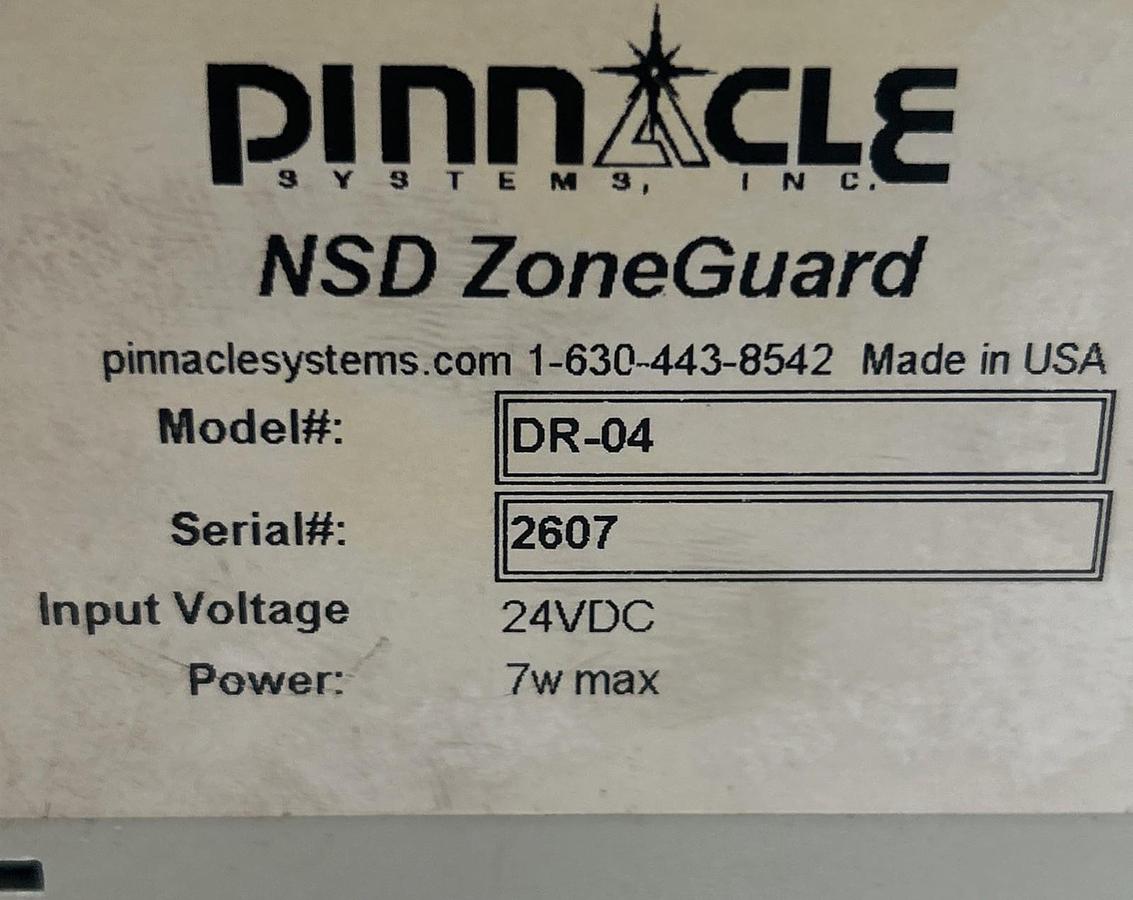 PINNACLE
SYSTEMS, INC.
NSD ZoneGuard
pinnaclesystems.com 1-630-443-8542 Made in USA
Model#: DR-04
Serial#: 2607
Input Voltage 24VDC
Power: 7w max